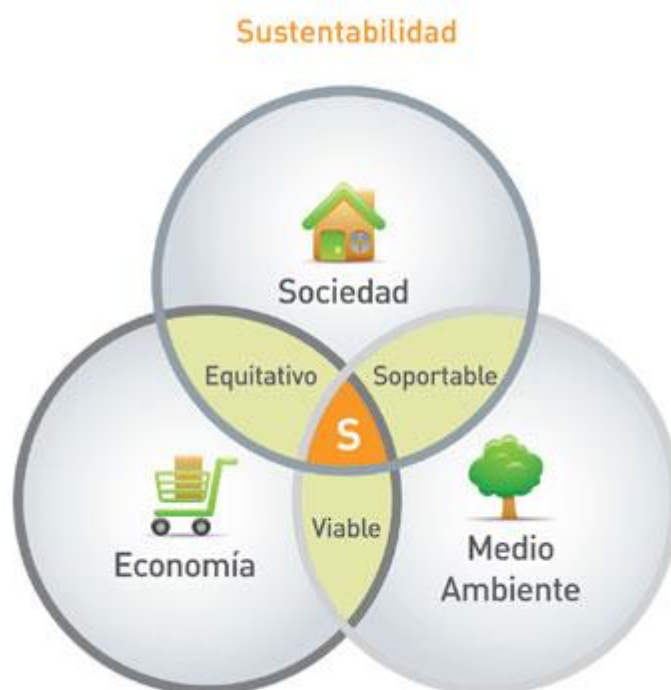 Sustentabilidad
Sociedad
Equitativo
Soportable
S
Economía
Viable
Medio
Ambiente